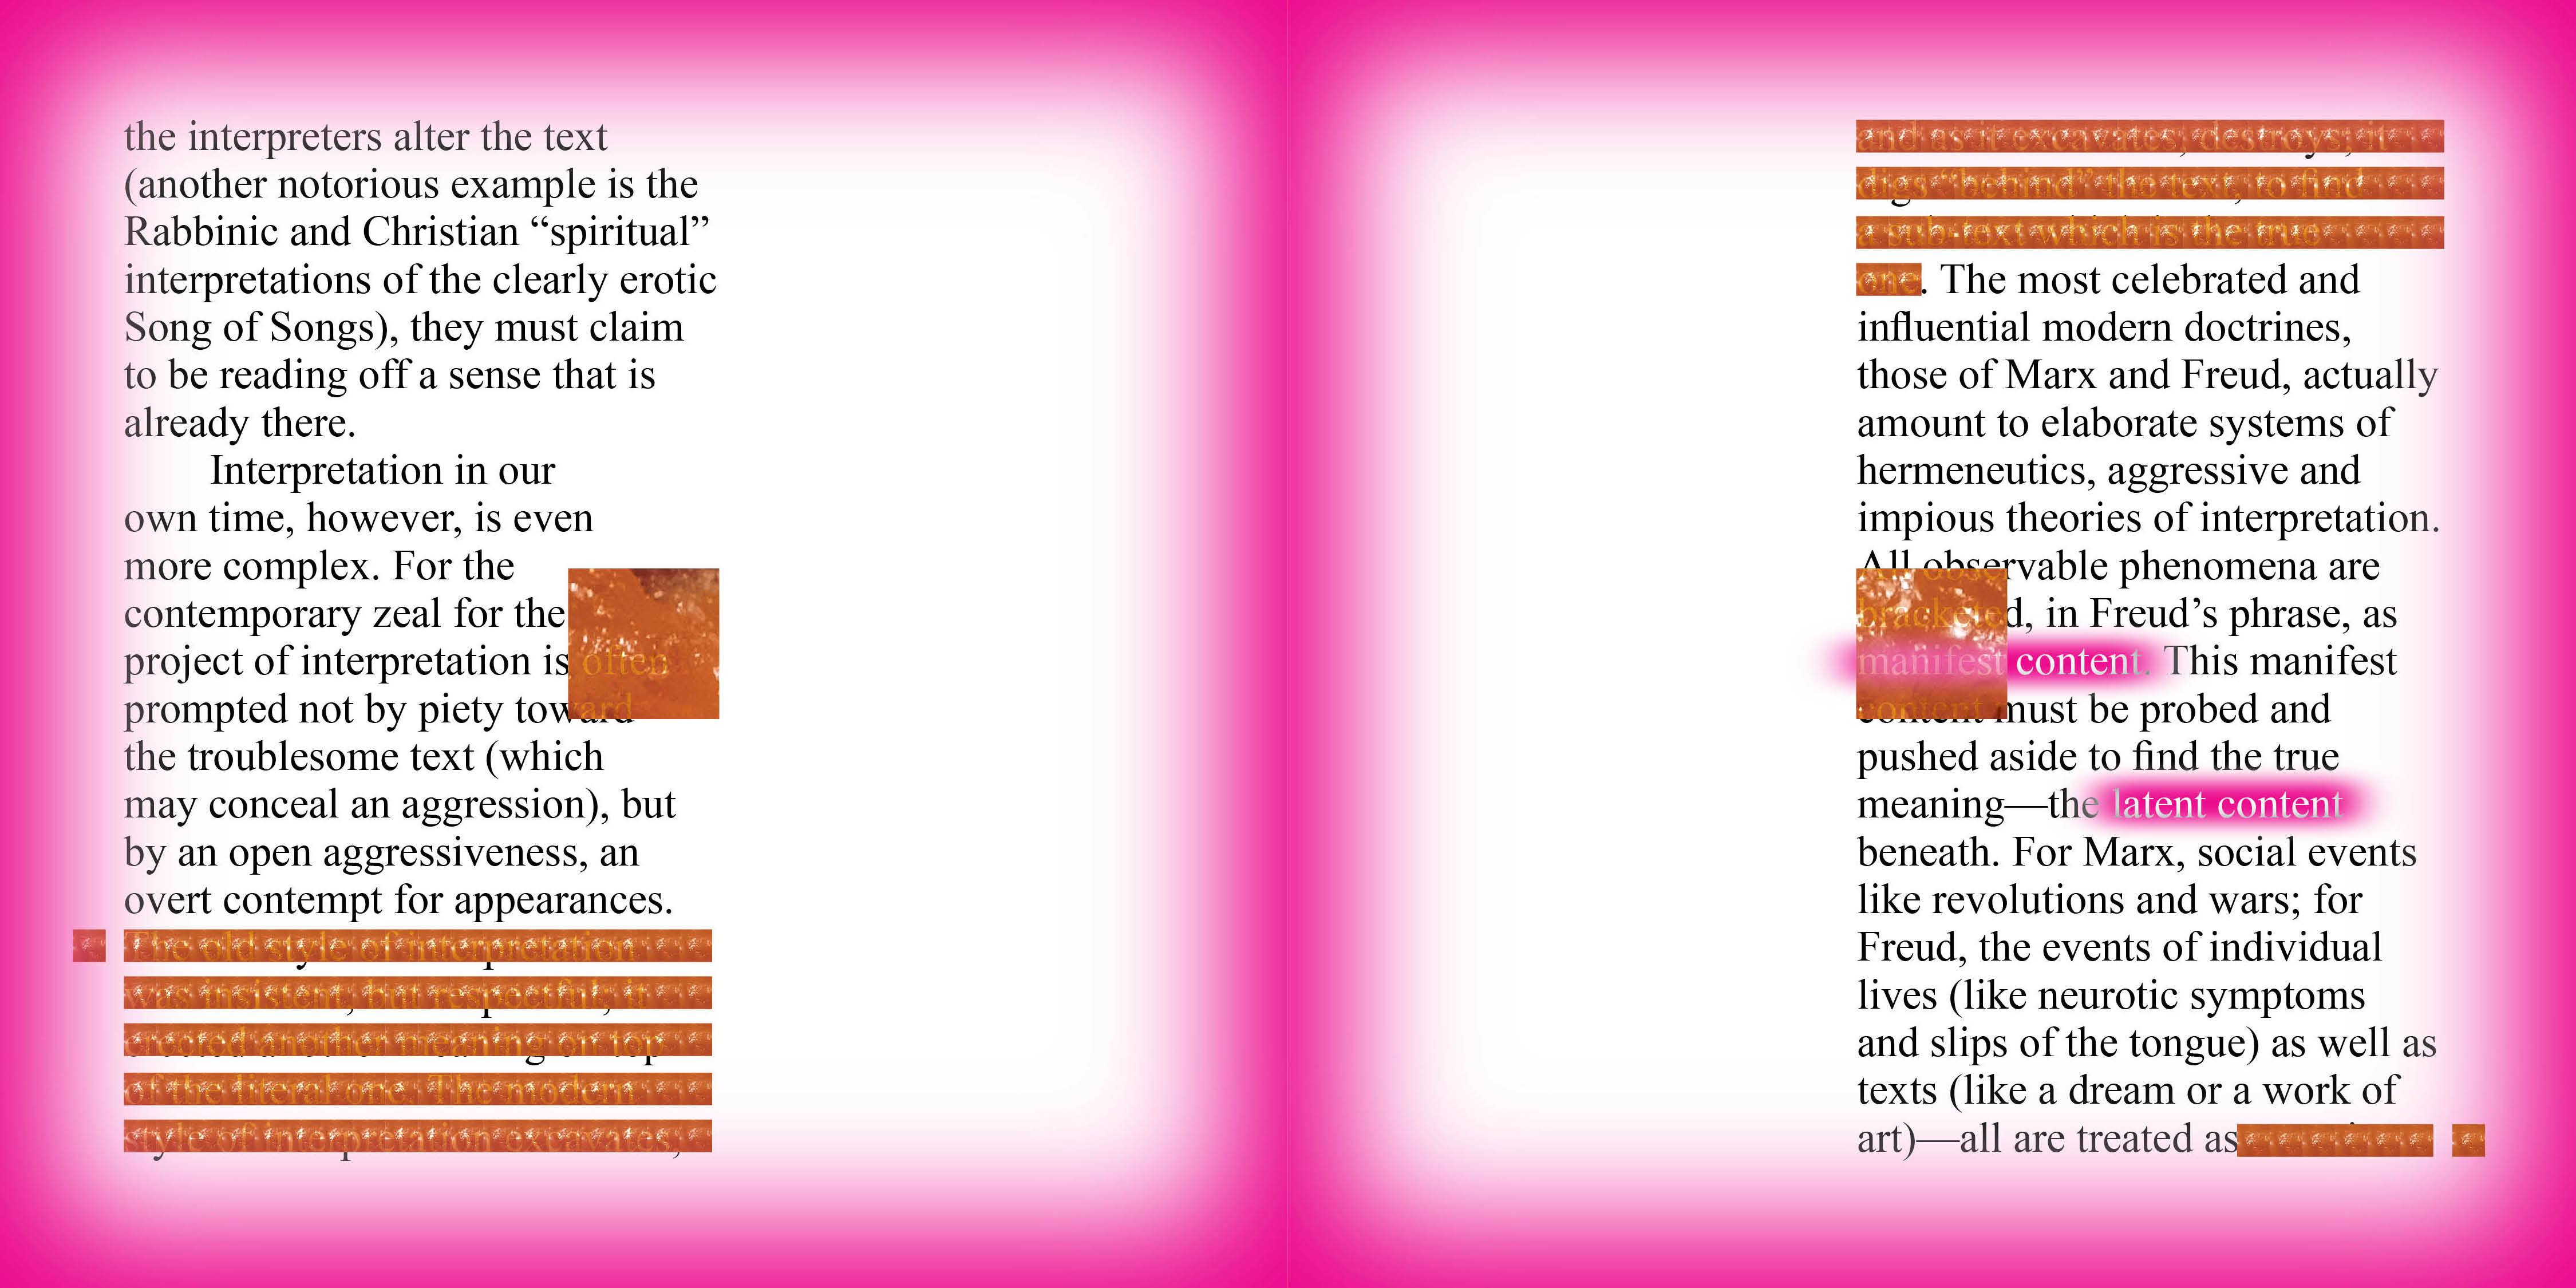 the interpreters alter the text
(another notorious example is the
Rabbinic and Christian “spiritual”
interpretations of the clearly erotic
Song of Songs), they must claim
to be reading off a sense that is
already there.
Interpretation in our
own time, however, is even
more complex. For the
contemporary zeal for the
project of interpretation is often
prompted not by piety toward
the troublesome text (which
may conceal an aggression), but
by an open aggressiveness, an
overt contempt for appearances.
The old style of interpretation
was insistent, but respectful; it
erected another meaning on top
of the literal one. The modern
style of interpretation excavates,
and as it excavates, destroys; it
digs “behind” the text, to find
a sub-text which is the true
one. The most celebrated and
influential modern doctrines,
those of Marx and Freud, actually
amount to elaborate systems of
hermeneutics, aggressive and
impious theories of interpretation.
All observable phenomena are
bracketed, in Freud’s phrase, as
manifest content. This manifest
content must be probed and
pushed aside to find the true
meaning—the latent content
beneath. For Marx, social events
like revolutions and wars; for
Freud, the events of individual
lives (like neurotic symptoms
and slips of the tongue) as well as
texts (like a dream or a work of
art)—all are treated as